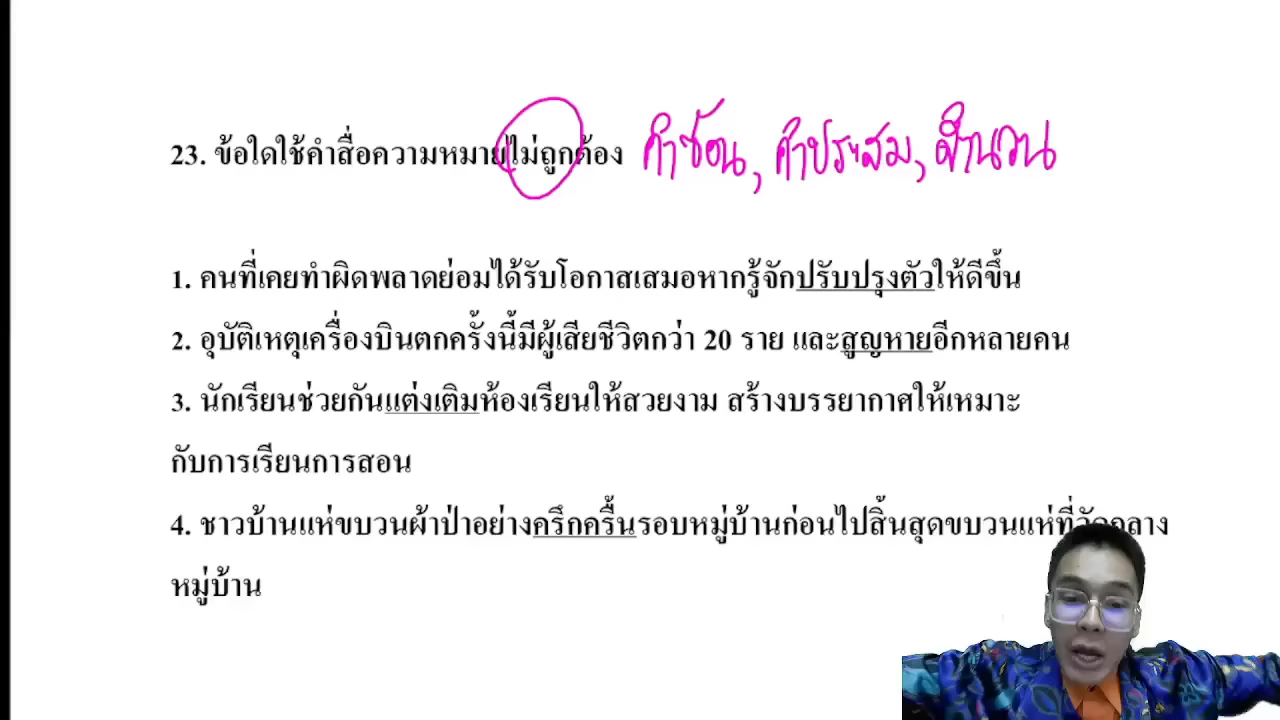 23. ข้อใดใช้คำสื่อความหมายไม่ถูกต้อง คำซ้อน, คำประสม, สำนวน
1. คนที่เคยทำผิดพลาดย่อมได้รับโอกาสเสมอหากรู้จักปรับปรุงตัวให้ดีขึ้น
2. อุบัติเหตุเครื่องบินตกครั้งนี้มีผู้เสียชีวิตกว่า 20 ราย และสูญหายอีกหลายคน
3. นักเรียนช่วยกันแต่งเติมห้องเรียนให้สวยงาม สร้างบรรยากาศให้เหมาะ
กับการเรียนการสอน
4. ชาวบ้านแห่ขบวนผ้าป่าอย่างครึกครื้นรอบหมู่บ้านก่อนไปสิ้นสุดขบวนแห่ที่วัดกลาง
หมู่บ้าน